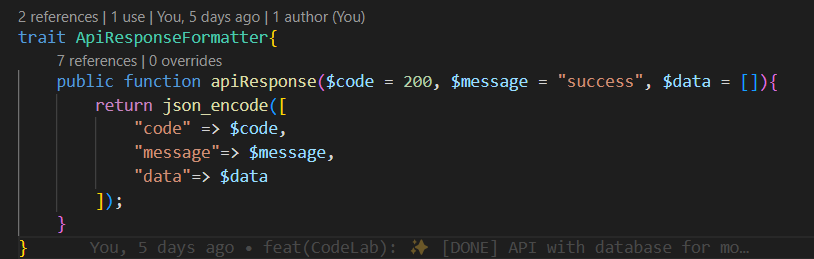 2 references | 1 use | You, 5 days ago | 1 author (You)
trait ApiResponseFormatter{
7 references | 0 overrides
public function apiResponse($code = 200, $message = "success", $data = []){
return json_encode([
"code" => $code,
"message"=> $message,
"data"=> $data
]);
}
} You, 5 days ago • feat(CodeLab): ✨ [DONE] API with database for mo…